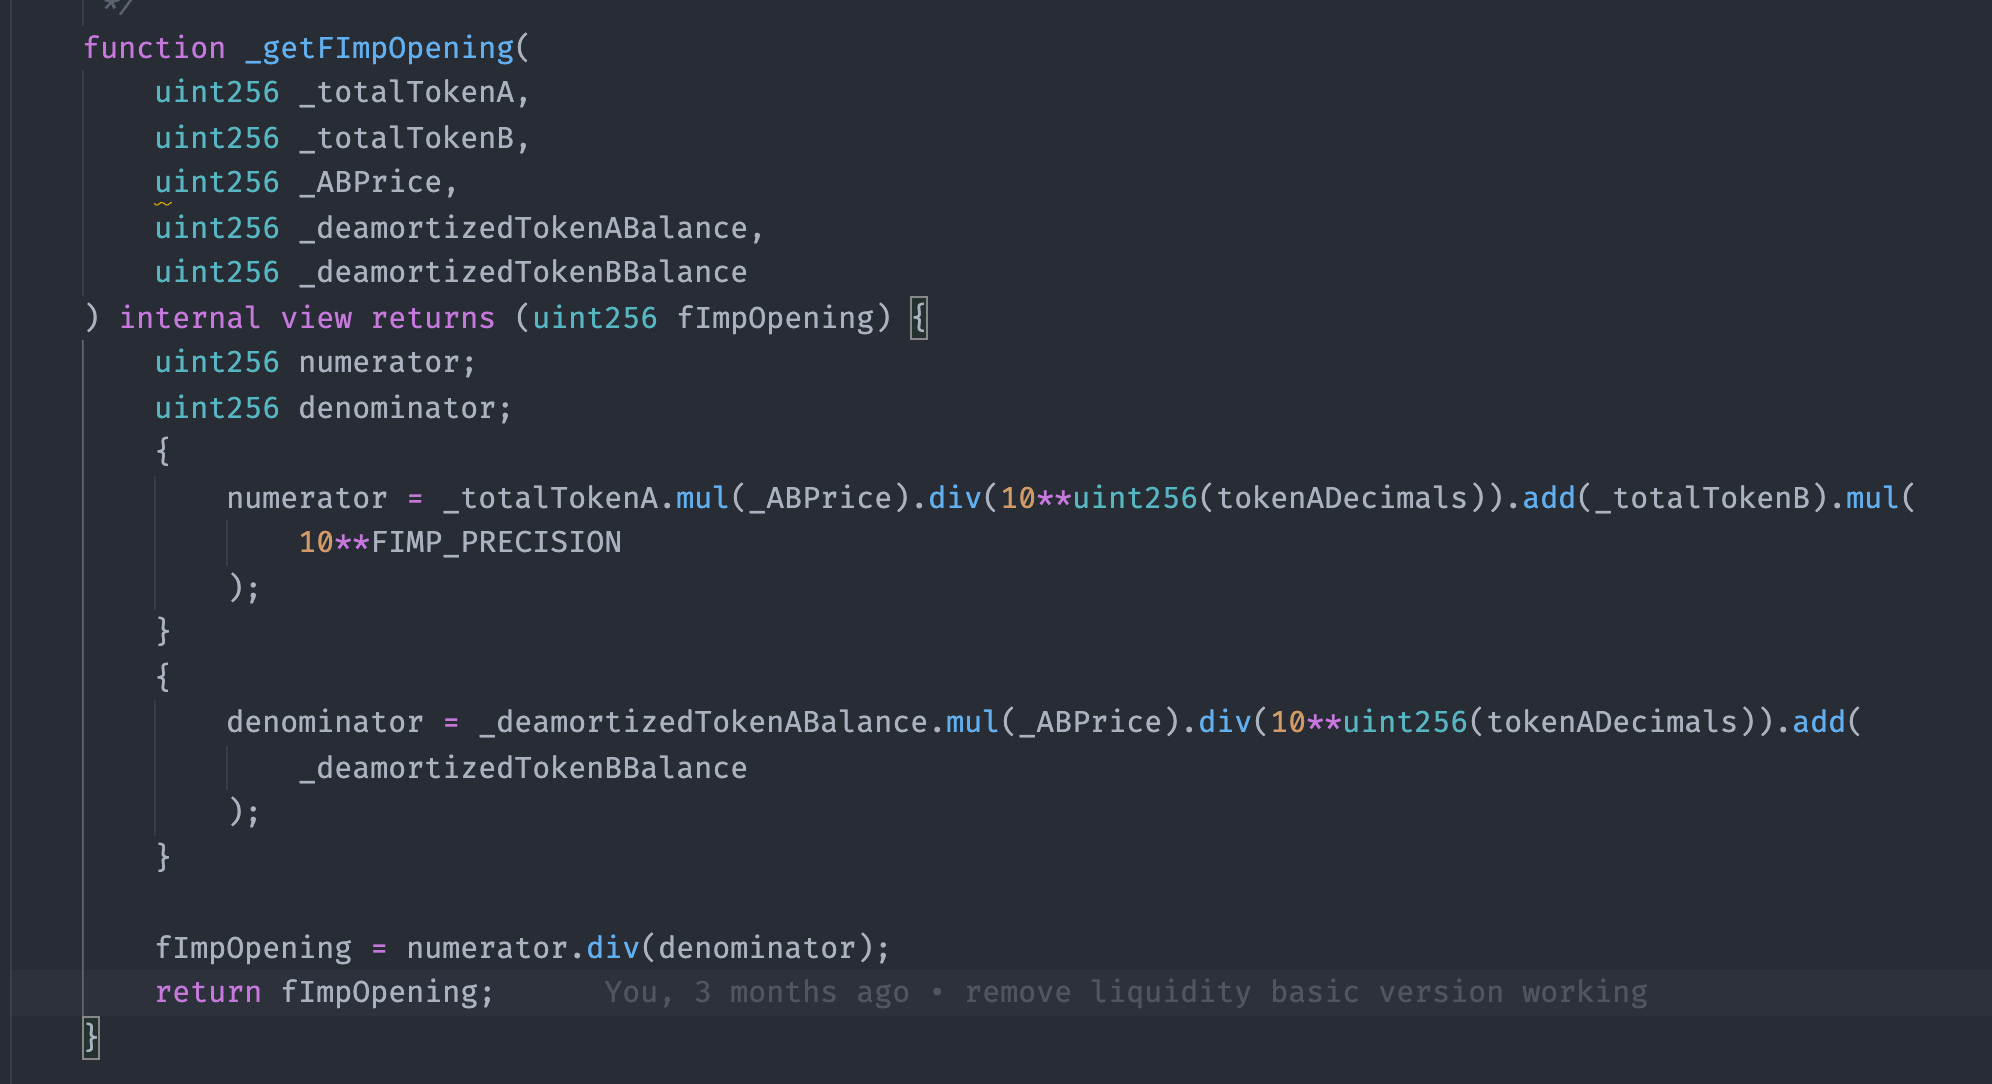 */
function _getFImpOpening(
uint256 _totalTokenA,
uint256 _totalTokenB,
uint256 _ABPrice,
uint256 _deamortizedTokenABalance,
uint256 _deamortizedTokenBBalance
) internal view returns (uint256 fImpOpening) {
uint256 numerator;
uint256 denominator;
{
numerator = _totalTokenA.mul(_ABPrice).div(10**uint256(tokenADecimals)).add(_totalTokenB).mul(
10**FIMP_PRECISION
);
}
{
denominator = _deamortizedTokenABalance.mul(_ABPrice).div(10**uint256(tokenADecimals)).add(
_deamortizedTokenBBalance
);
}
fImpOpening = numerator.div(denominator);
return fImpOpening; You, 3 months ago • remove liquidity basic version working
}